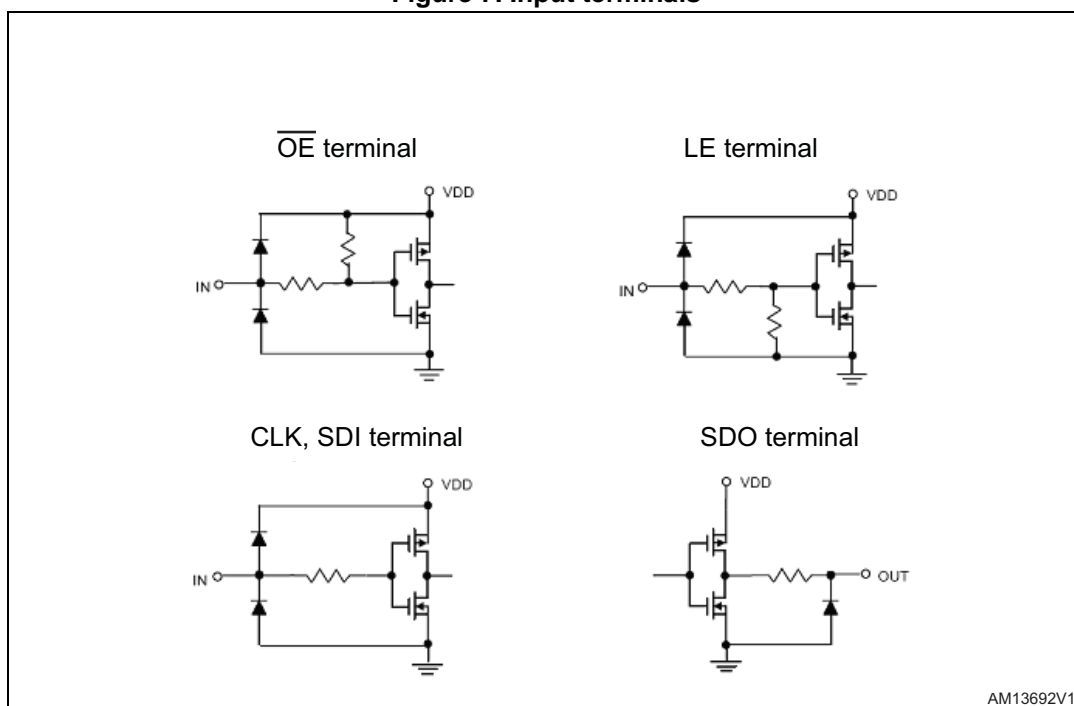 Figure 7. Input terminals
OE terminal
VDD
IN
LE terminal
VDD
IN
CLK, SDI terminal
VDD
IN
SDO terminal
VDD
OUT
AM13692V1